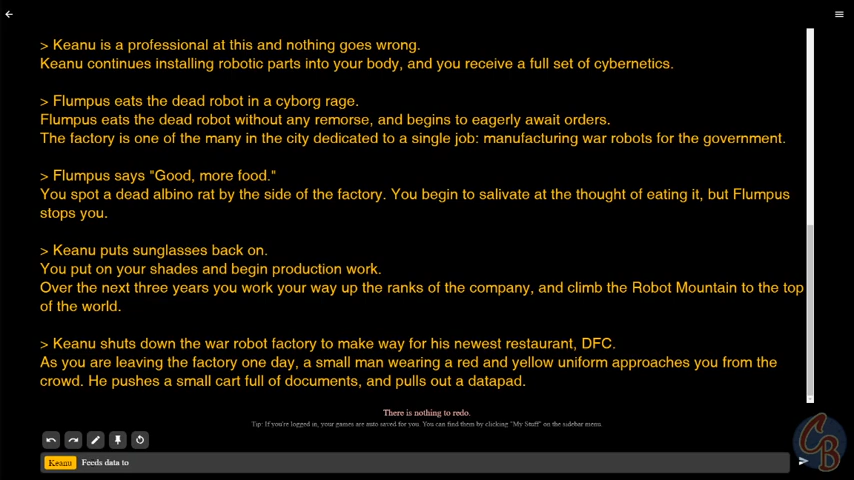 > Keanu is a professional at this and nothing goes wrong.
Keanu continues installing robotic parts into your body, and you receive a full set of cybernetics.
> Flumpus eats the dead robot in a cyborg rage.
Flumpus eats the dead robot without any remorse, and begins to eagerly await orders.
The factory is one of the many in the city dedicated to a single job: manufacturing war robots for the government.
> Flumpus says "Good, more food."
You spot a dead albino rat by the side of the factory. You begin to salivate at the thought of eating it, but Flumpus
stops you.
> Keanu puts sunglasses back on.
You put on your shades and begin production work.
Over the next three years you work your way up the ranks of the company, and climb the Robot Mountain to the top
of the world.
> Keanu shuts down the war robot factory to make way for his newest restaurant, DFC.
As you are leaving the factory one day, a small man wearing a red and yellow uniform approaches you from the
crowd. He pushes a small cart full of documents, and pulls out a datapad.
There is nothing to redo.
Tip: If you're logged in, your games are auto saved for you. You can find them by clicking "My Stuff" on the sidebar menu.
Keanu Feeds data to
CB